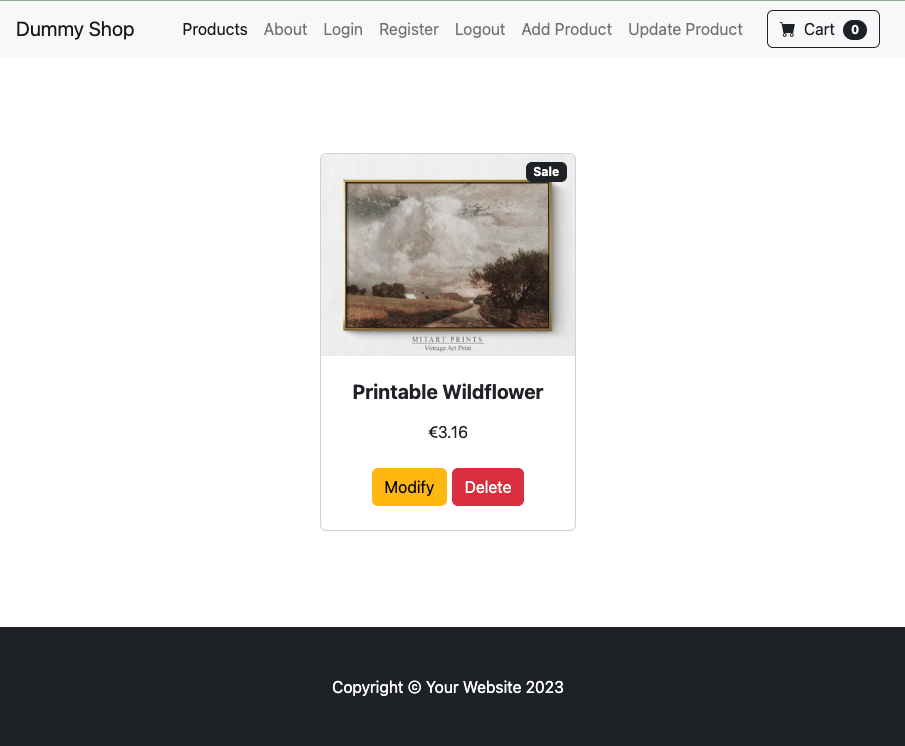 Dummy Shop Products About Login Register Logout Add Product Update Product Cart 0
Sale
MITART PRINTS
Vintage Art Print
Printable Wildflower
€3.16
Modify Delete
Copyright © Your Website 2023